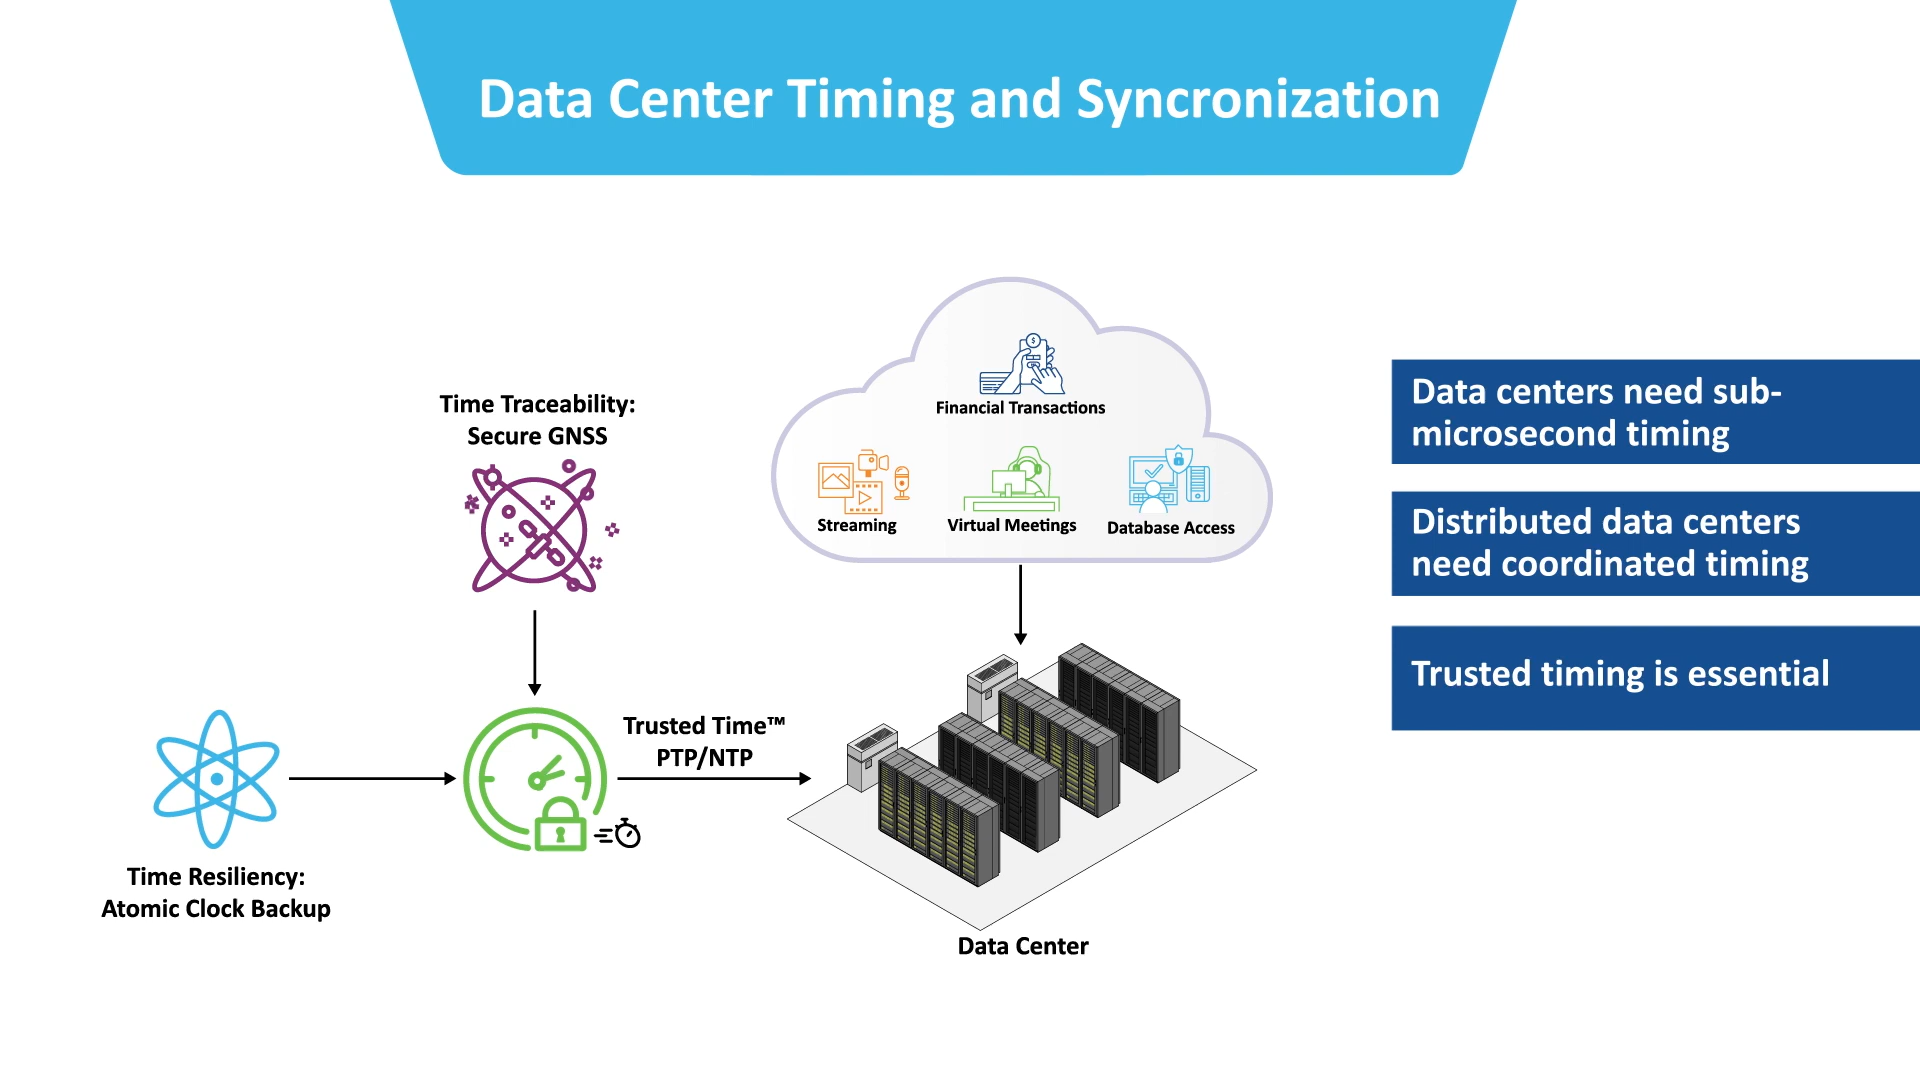 Data Center Timing and Syncronization
Time Traceability:
Secure GNSS
Financial Transactions
Streaming
Virtual Meetings
Database Access
Trusted Time™
PTP/NTP
Time Resiliency:
Atomic Clock Backup
Data Center
Data centers need sub-
microsecond timing
Distributed data centers
need coordinated timing
Trusted timing is essential